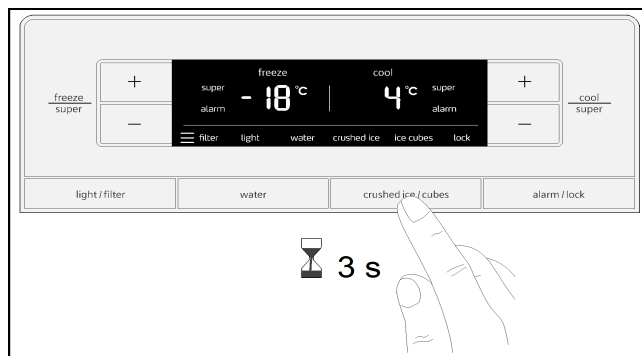 freeze cool
super - 18 °C 4 °C super
alarm alarm
filter light water crushed ice ice cubes lock
freeze
super
+
–
+
–
cool
super
light / filter water crushed ice / cubes alarm / lock
3 s